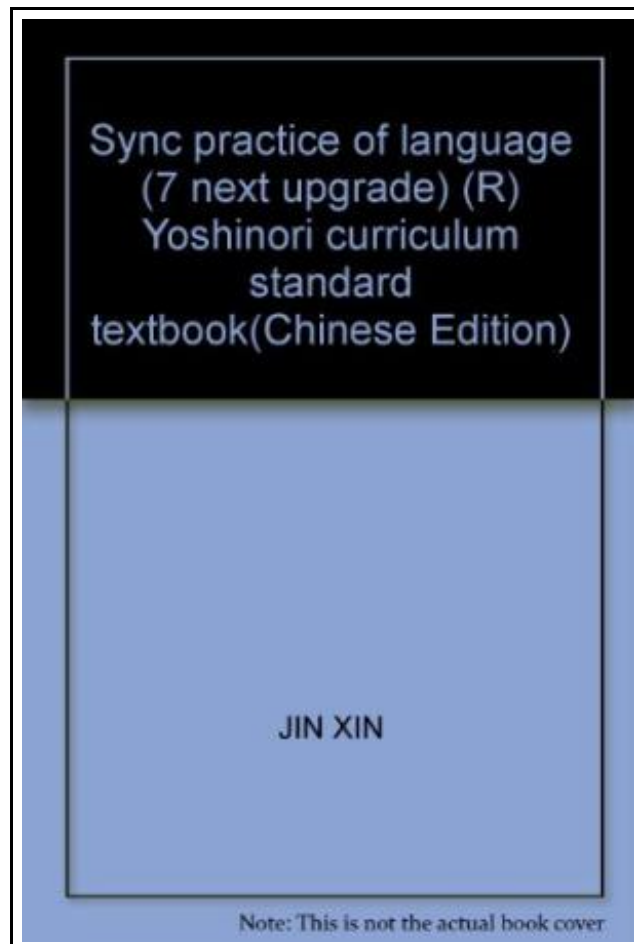 Sync practice of language
(7 next upgrade) (R)
Yoshinori curriculum
standard
textbook(Chinese Edition)
JIN XIN
Note: This is not the actual book cover